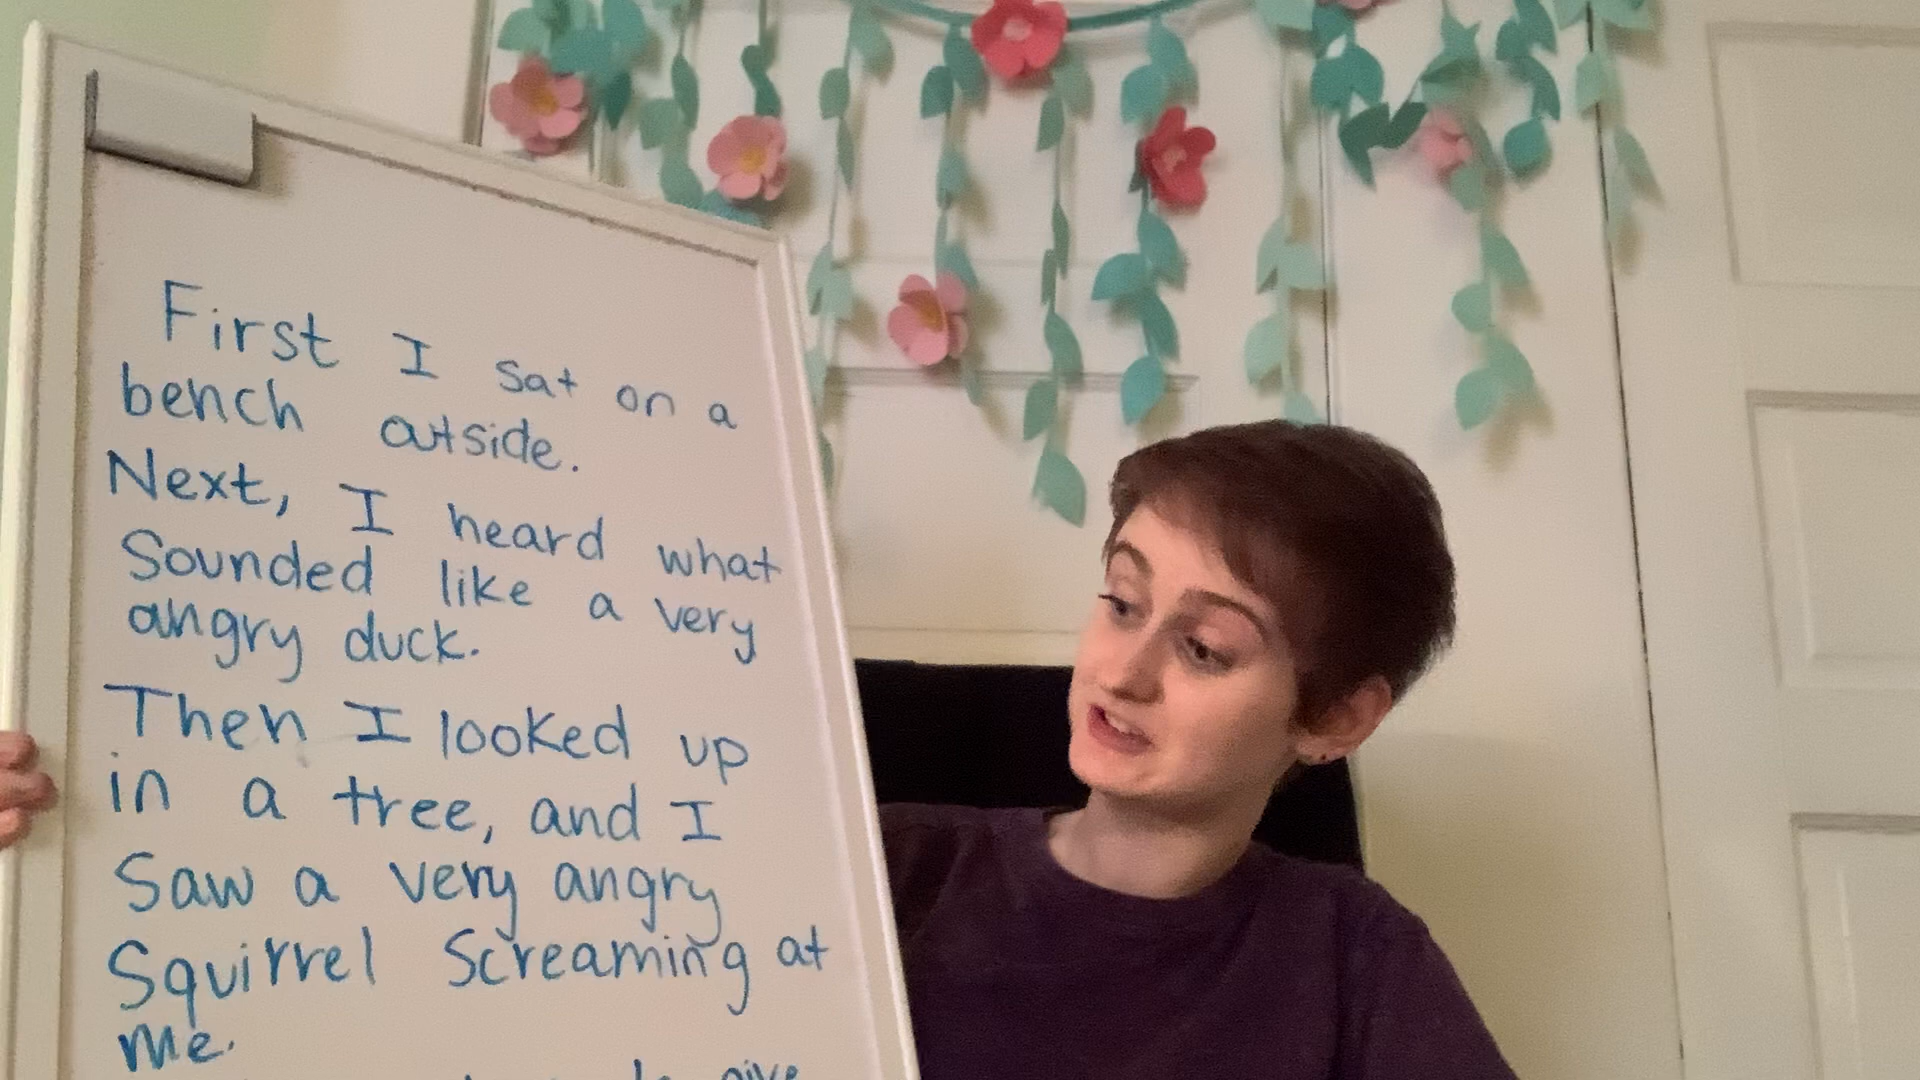 First I sat on a
bench outside.
Next, I heard what
Sounded like a very
angry duck.
Then I looked up
in a tree, and I
Saw a very angry
Squirrel Screaming at
me.
give